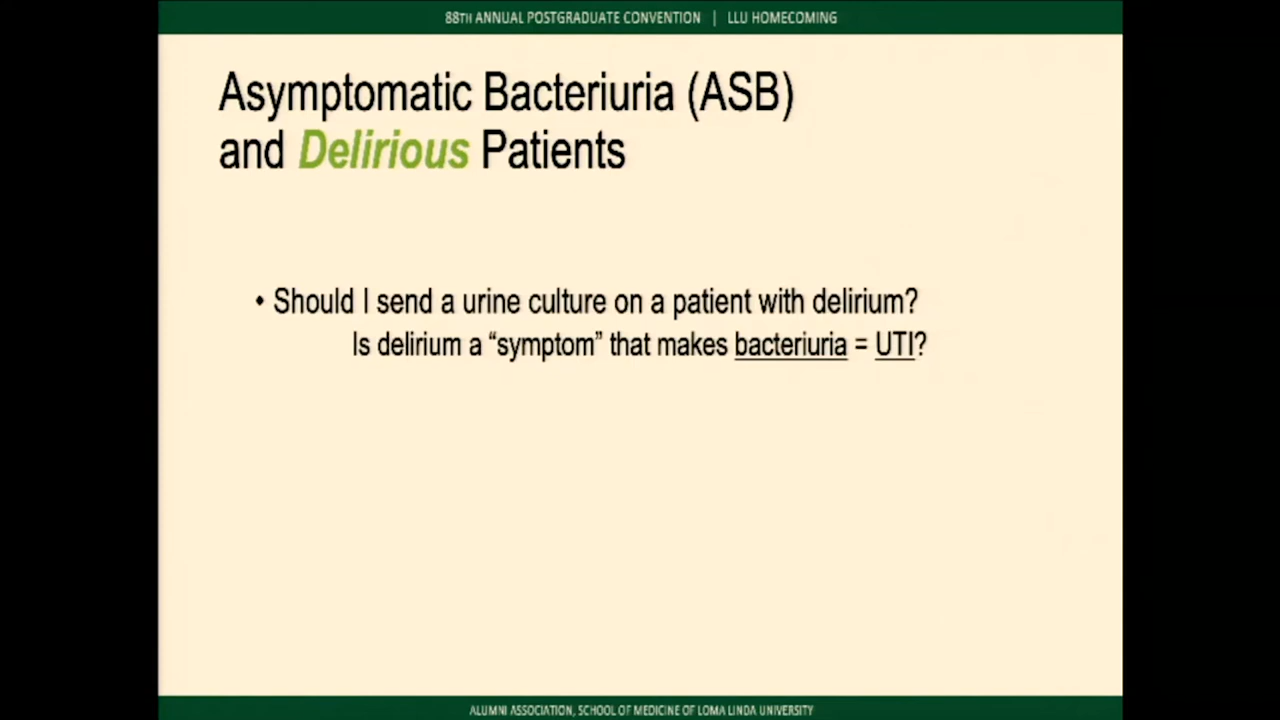 88TH ANNUAL POSTGRADUATE CONVENTION | LLU HOMECOMING
Asymptomatic Bacteriuria (ASB)
and Delirious Patients
• Should I send a urine culture on a patient with delirium?
Is delirium a “symptom” that makes bacteriuria = UTI?
ALUMNI ASSOCIATION, SCHOOL OF MEDICINE OF LOMA LINDA UNIVERSITY